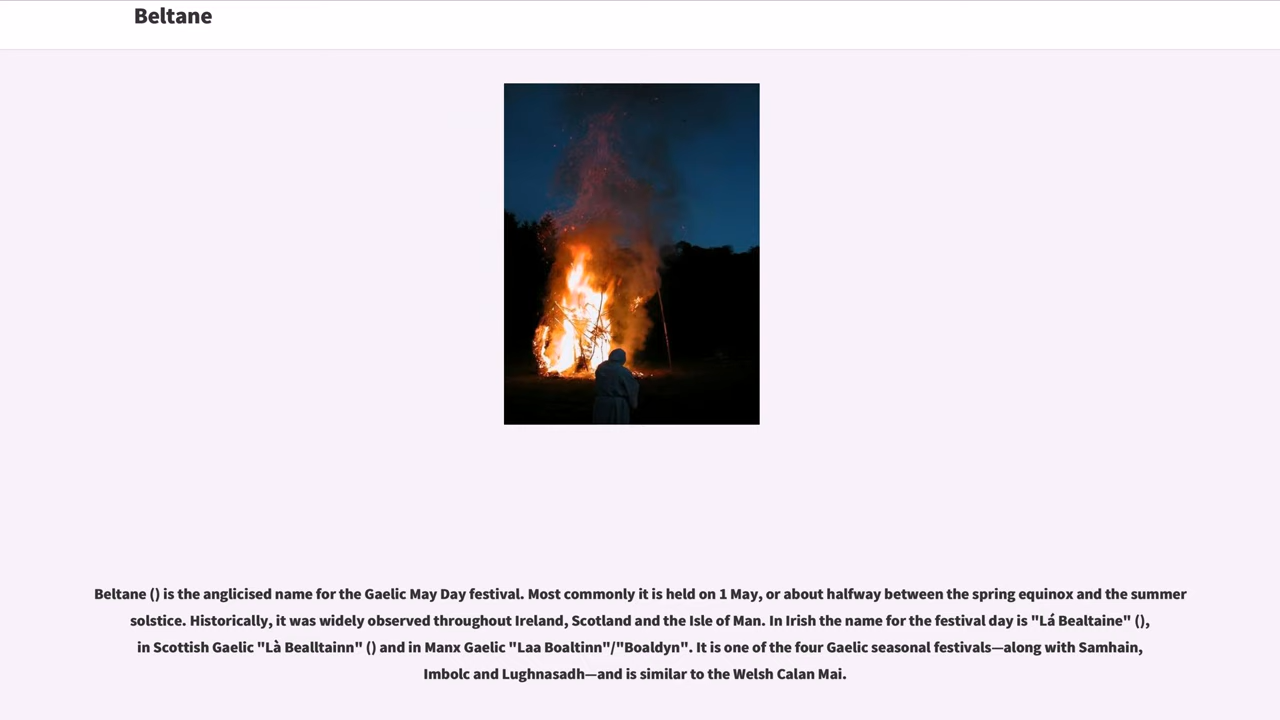 Beltane
Beltane () is the anglicised name for the Gaelic May Day festival. Most commonly it is held on 1 May, or about halfway between the spring equinox and the summer
solstice. Historically, it was widely observed throughout Ireland, Scotland and the Isle of Man. In Irish the name for the festival day is "Lá Bealtaine" (),
in Scottish Gaelic "Là Bealltainn" () and in Manx Gaelic "Laa Boaltinn"/"Boaldyn". It is one of the four Gaelic seasonal festivals—along with Samhain,
Imbolc and Lughnasadh—and is similar to the Welsh Calan Mai.